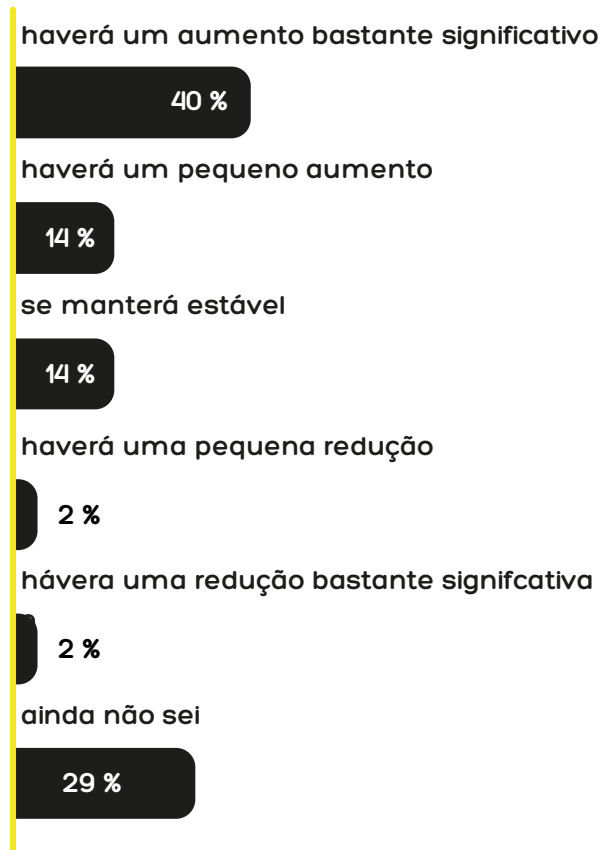 haverá um aumento bastante significativo
40 %
haverá um pequeno aumento
14 %
se manterá estável
14 %
haverá uma pequena redução
2 %
hávera uma redução bastante signifcativa
2 %
ainda não sei
29 %